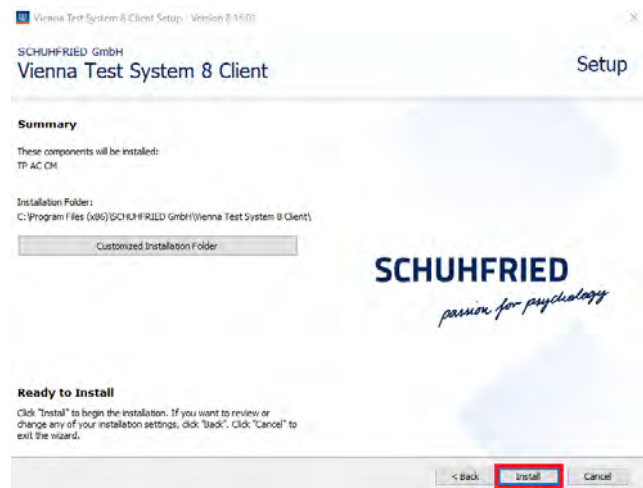 Vienna Test System 8 Client Setup - Version 8.15.01
SCHUHFRIED GmbH
Vienna Test System 8 Client
Setup
Summary
These components will be installed:
TP AC CM
Installation Folder:
C:\Program Files (x86)\SCHUHFRIED GmbH\Vienna Test System 8 Client\
Customized Installation Folder
SCHUHFRIED
passion for psychology
Ready to Install
Click "Install" to begin the installation. If you want to review or
change any of your installation settings, click "Back". Click "Cancel" to
exit the wizard.
< Back Install Cancel